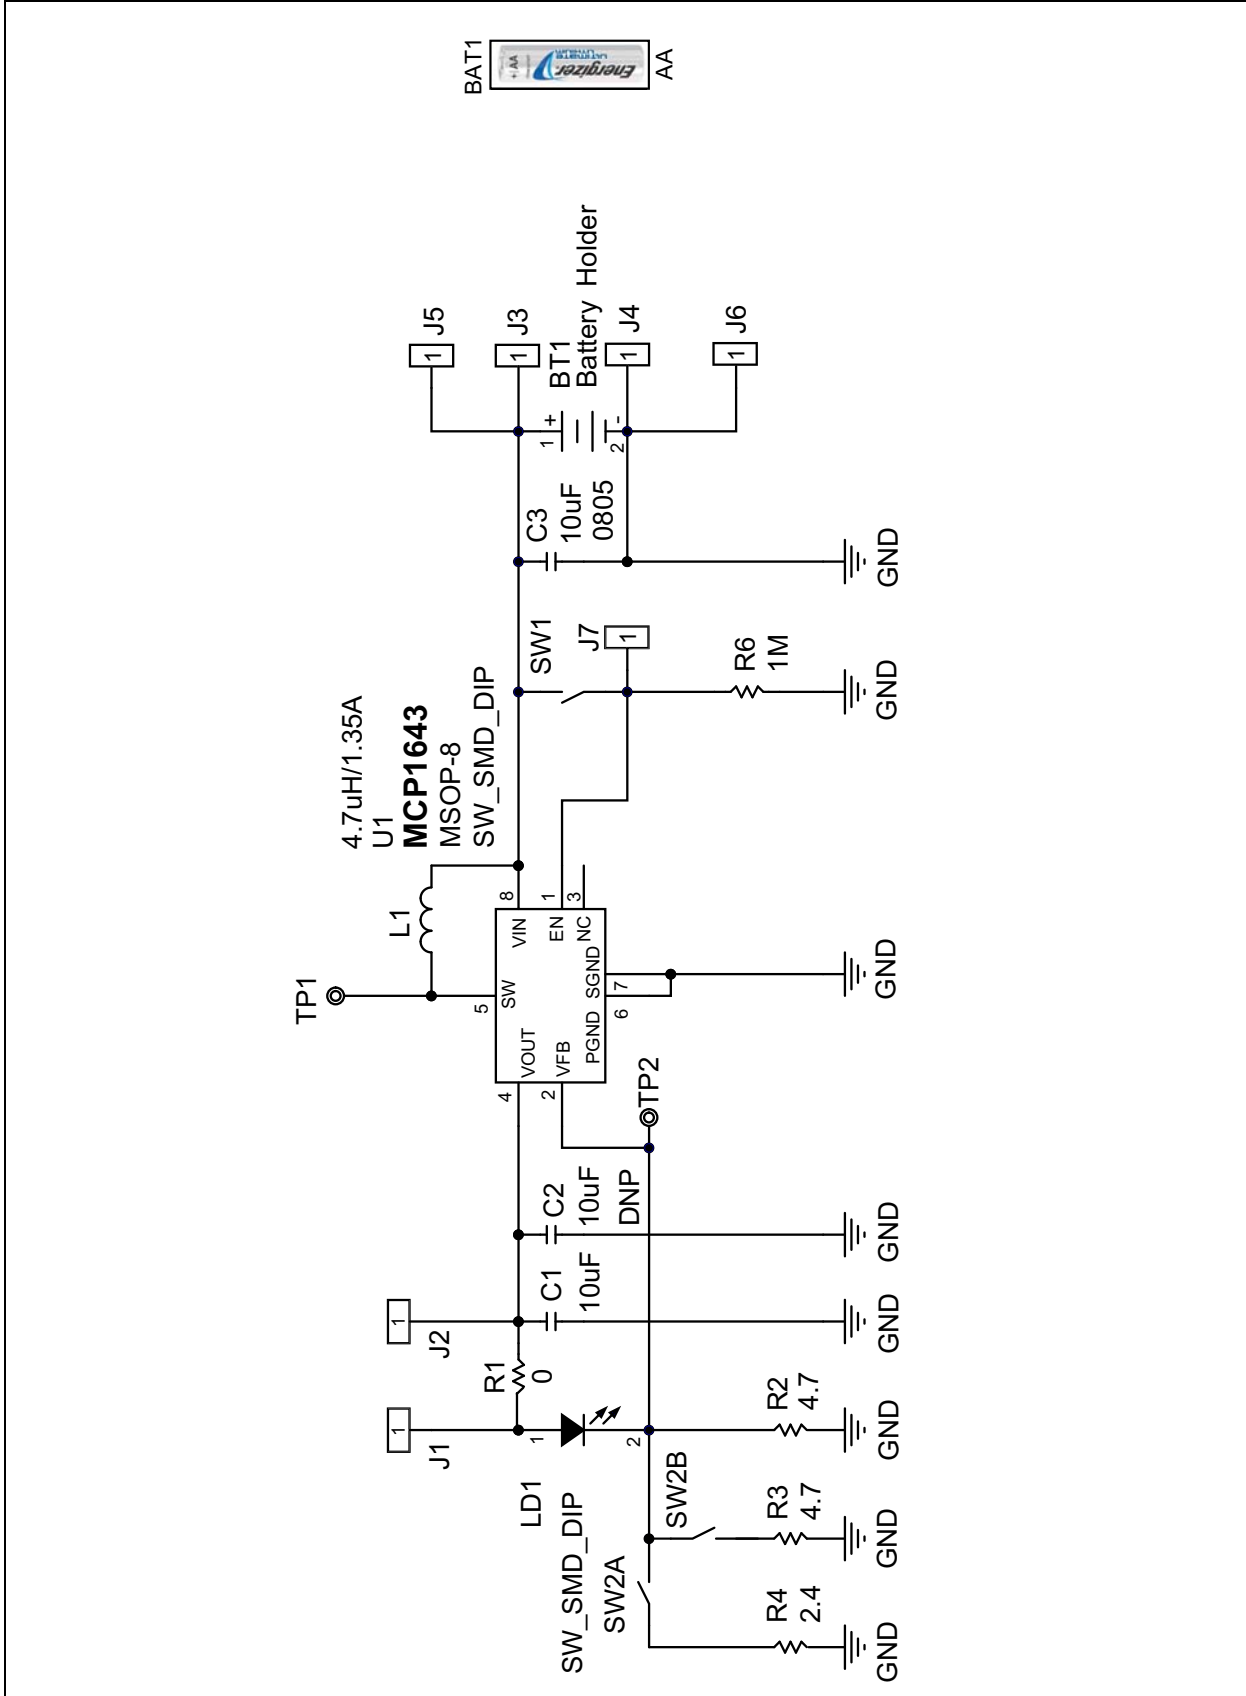 BAT1
+ AA
Energizer
ULTIMATE
LITHIUM
AA
1
J5
1
J3
BT1
Battery Holder
1 +
2 -
1
J4
1
J6
C3
10uF
0805
GND
SW1
J7
1
R6
1M
GND
4.7uH/1.35A
U1
MCP1643
MSOP-8
SW_SMD_DIP
L1
TP1
8
VIN
1
EN
3
NC
5
SW
4
VOUT
2
VFB
6
PGND
7
SGND
GND
TP2
C2
10uF
DNP
GND
C1
10uF
GND
1
J2
R1
0
1
J1
1
2
LD1
R2
4.7
GND
SW_SMD_DIP
SW2A
SW2B
R3
4.7
GND
R4
2.4
GND